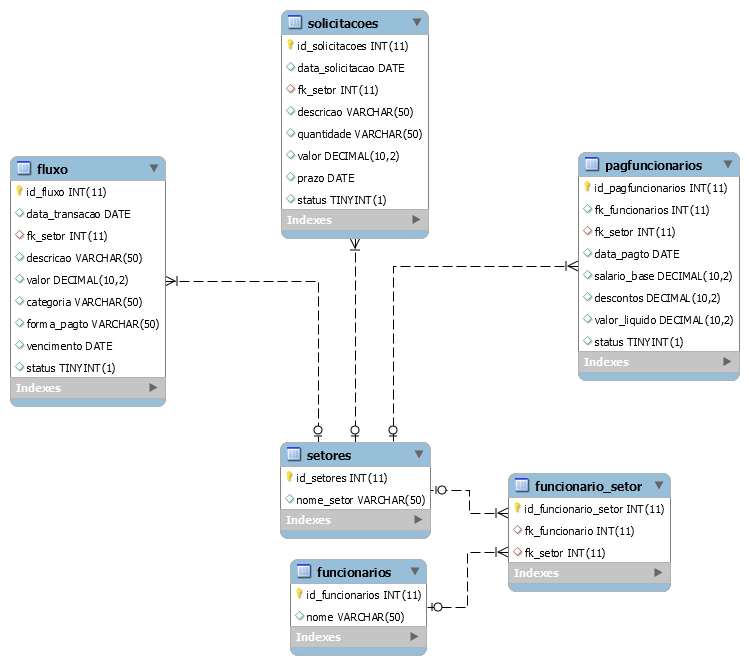 solicitacoes
id_solicitacoes INT(11)
data_solicitacao DATE
fk_setor INT(11)
descricao VARCHAR(50)
quantidade VARCHAR(50)
valor DECIMAL(10,2)
prazo DATE
status TINYINT(1)
Indexes
fluxo
id_fluxo INT(11)
data_transacao DATE
fk_setor INT(11)
descricao VARCHAR(50)
valor DECIMAL(10,2)
categoria VARCHAR(50)
forma_pagto VARCHAR(50)
vencimento DATE
status TINYINT(1)
Indexes
pagfuncionarios
id_pagfuncionarios INT(11)
fk_funcionarios INT(11)
fk_setor INT(11)
data_pagto DATE
salario_base DECIMAL(10,2)
descontos DECIMAL(10,2)
valor_liquido DECIMAL(10,2)
status TINYINT(1)
Indexes
setores
id_setores INT(11)
nome_setor VARCHAR(50)
Indexes
funcionario_setor
id_funcionario_setor INT(11)
fk_funcionario INT(11)
fk_setor INT(11)
Indexes
funcionarios
id_funcionarios INT(11)
nome VARCHAR(50)
Indexes